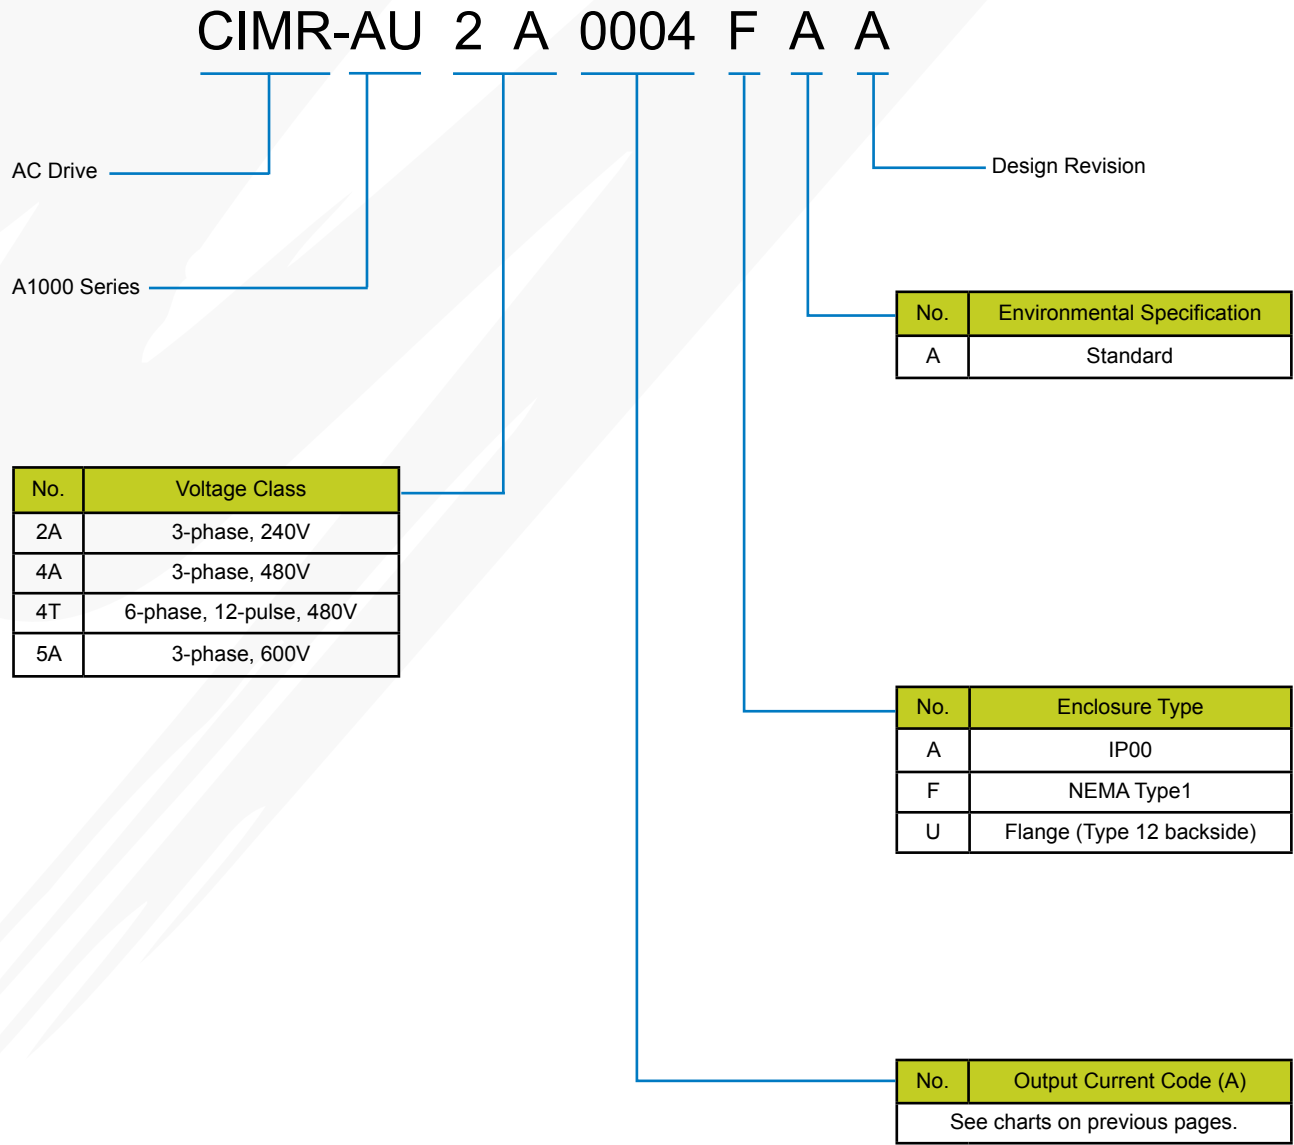 CIMR-AU 2 A 0004 F A A
AC Drive
Design Revision
A1000 Series
No. Environmental Specification
A Standard
No. Voltage Class
2A 3-phase, 240V
4A 3-phase, 480V
4T 6-phase, 12-pulse, 480V
5A 3-phase, 600V
No. Enclosure Type
A IP00
F NEMA Type1
U Flange (Type 12 backside)
No. Output Current Code (A)
See charts on previous pages.